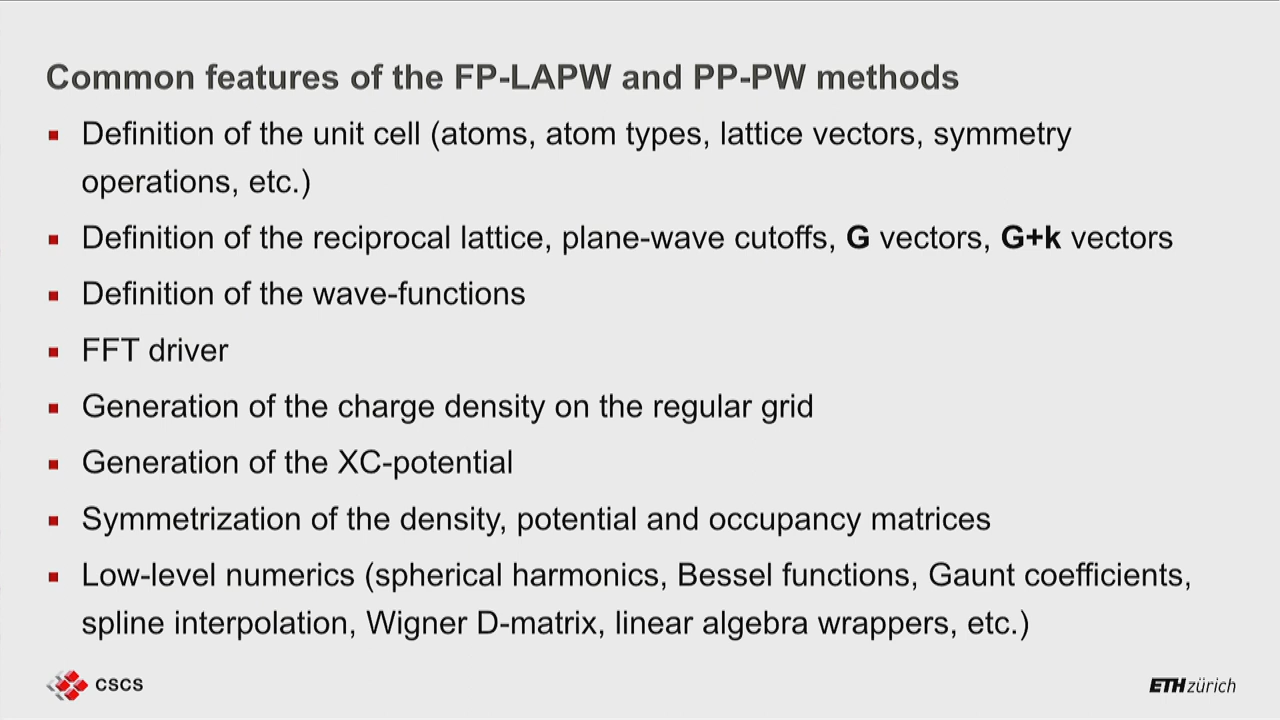 Common features of the FP-LAPW and PP-PW methods
▪ Definition of the unit cell (atoms, atom types, lattice vectors, symmetry
operations, etc.)
▪ Definition of the reciprocal lattice, plane-wave cutoffs, G vectors, G+k vectors
▪ Definition of the wave-functions
▪ FFT driver
▪ Generation of the charge density on the regular grid
▪ Generation of the XC-potential
▪ Symmetrization of the density, potential and occupancy matrices
▪ Low-level numerics (spherical harmonics, Bessel functions, Gaunt coefficients,
spline interpolation, Wigner D-matrix, linear algebra wrappers, etc.)
CSCS
ETH zürich